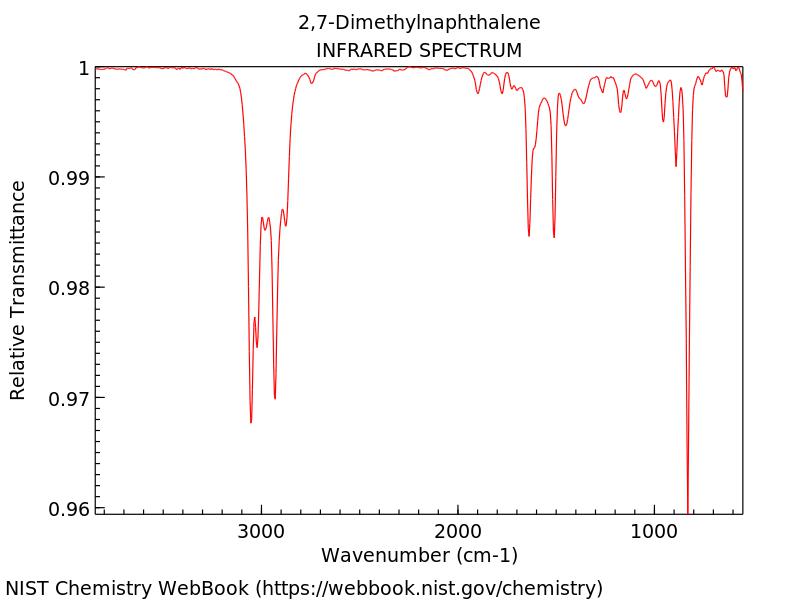 2,7-Dimethylnaphthalene
INFRARED SPECTRUM
1
0.99
0.98
0.97
0.96
Relative Transmittance
3000 2000 1000
Wavenumber (cm-1)
NIST Chemistry WebBook (https://webbook.nist.gov/chemistry)